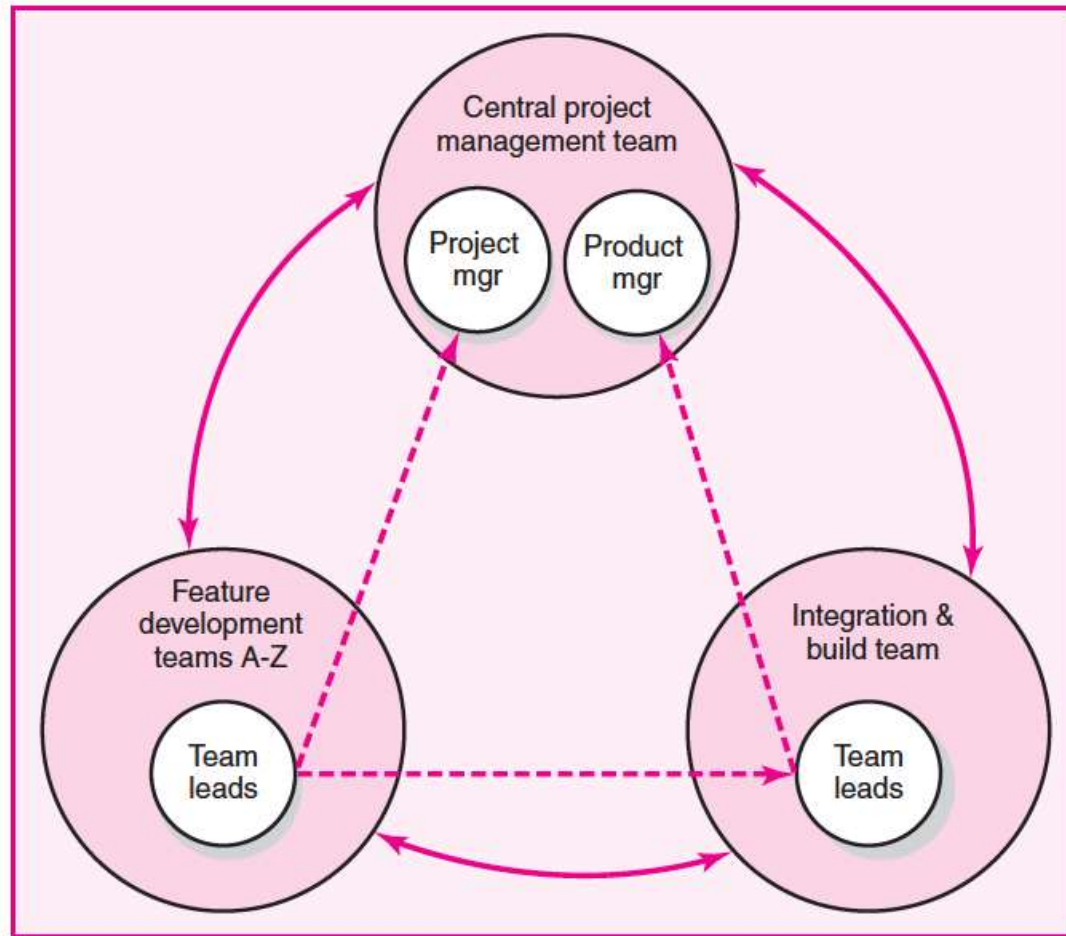 Central project
management team
Project
mgr
Product
mgr
Feature
development
teams A-Z
Team
leads
Integration &
build team
Team
leads